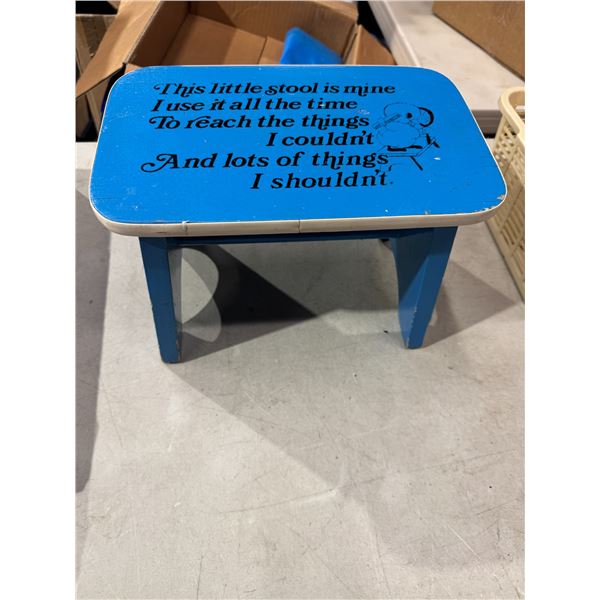 This little stool is mine
I use it all the time
To reach the things
I couldn't
And lots of things
I shouldn't.